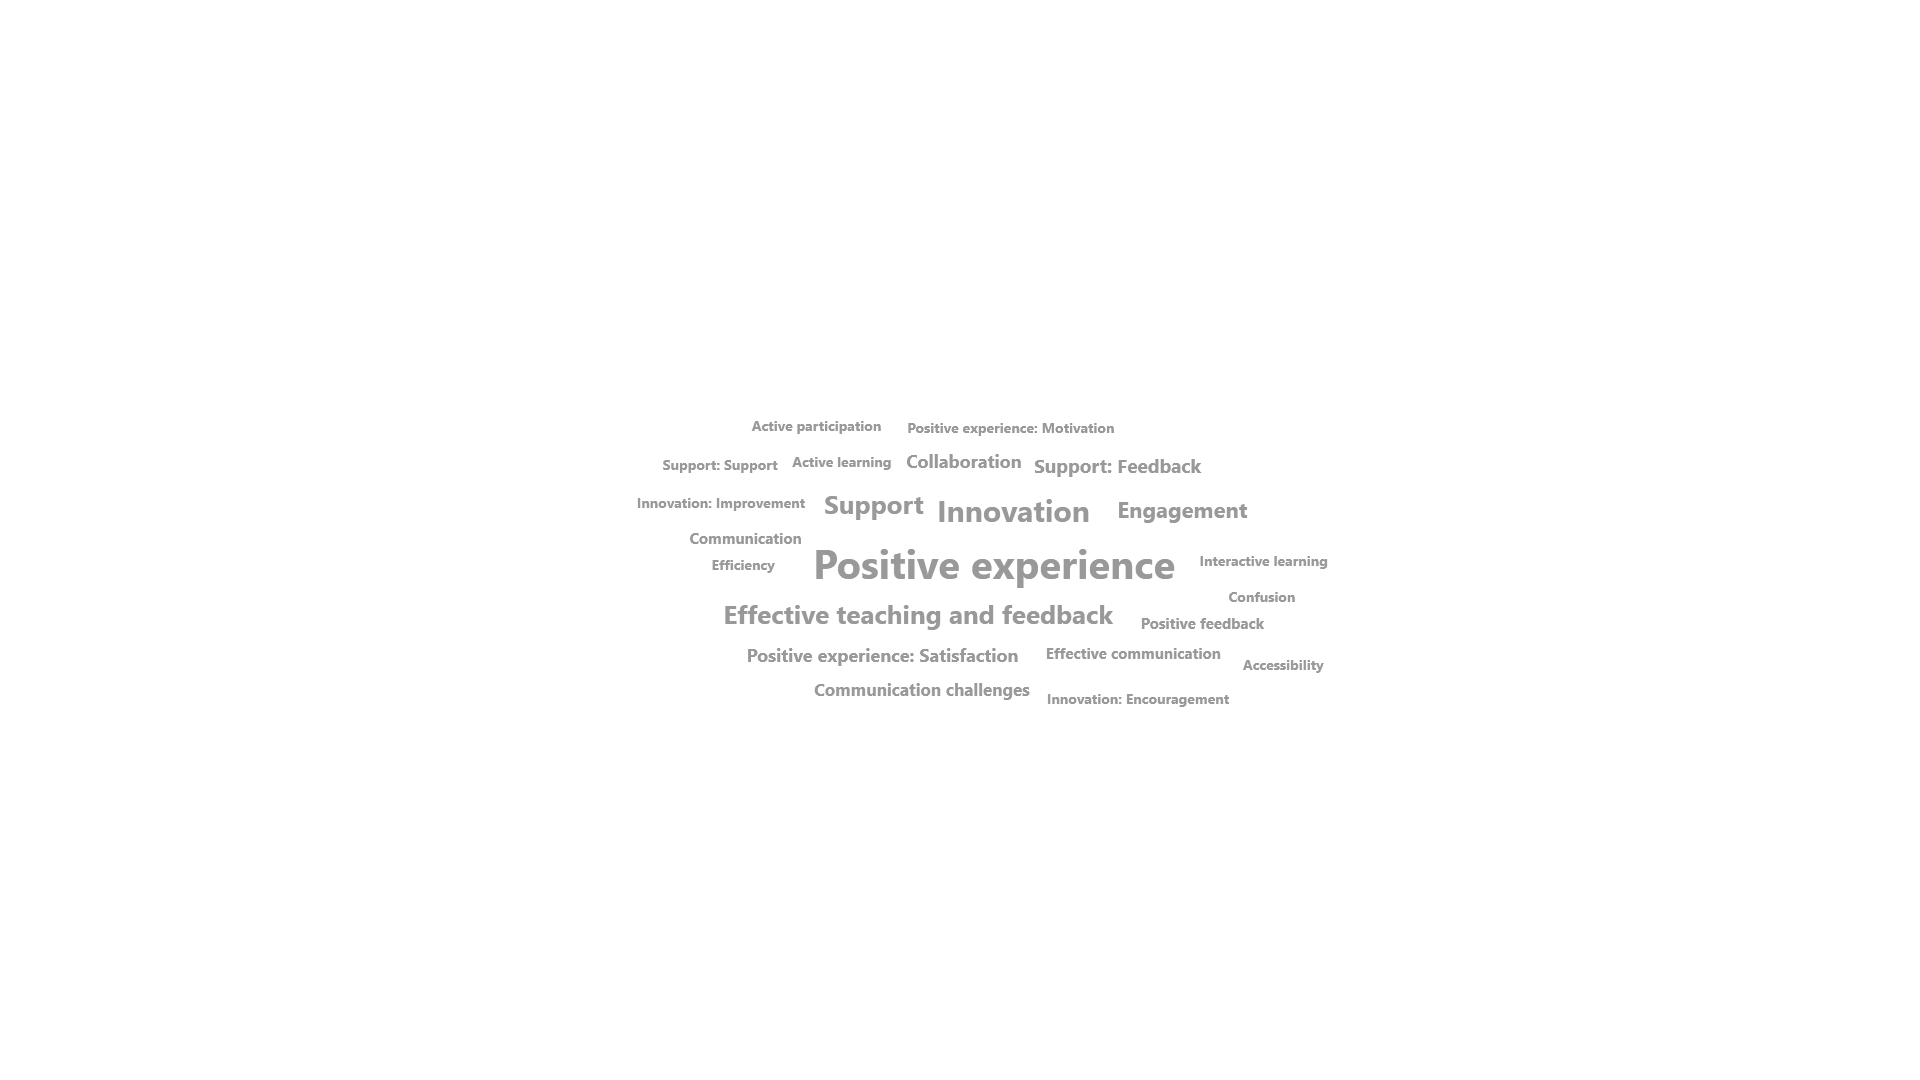 Active participation
Positive experience: Motivation
Support: Support
Active learning
Collaboration
Support: Feedback
Innovation: Improvement
Support
Innovation
Engagement
Communication
Efficiency
Positive experience
Interactive learning
Confusion
Effective teaching and feedback
Positive feedback
Positive experience: Satisfaction
Effective communication
Accessibility
Communication challenges
Innovation: Encouragement